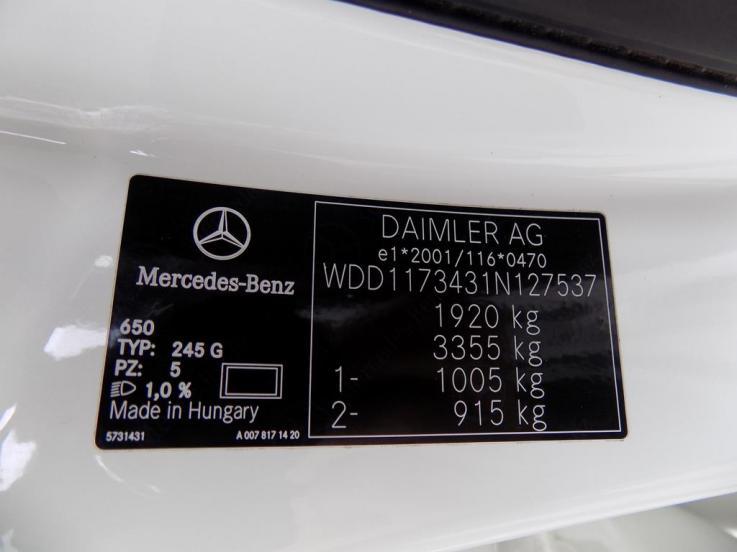 Mercedes-Benz
650
TYP: 245 G
PZ: 5
1,0 %
Made in Hungary
5731431
A 007 817 14 20
DAIMLER AG
e1*2001/116*0470
WDD1173431N127537
1920 kg
3355 kg
1- 1005 kg
2- 915 kg